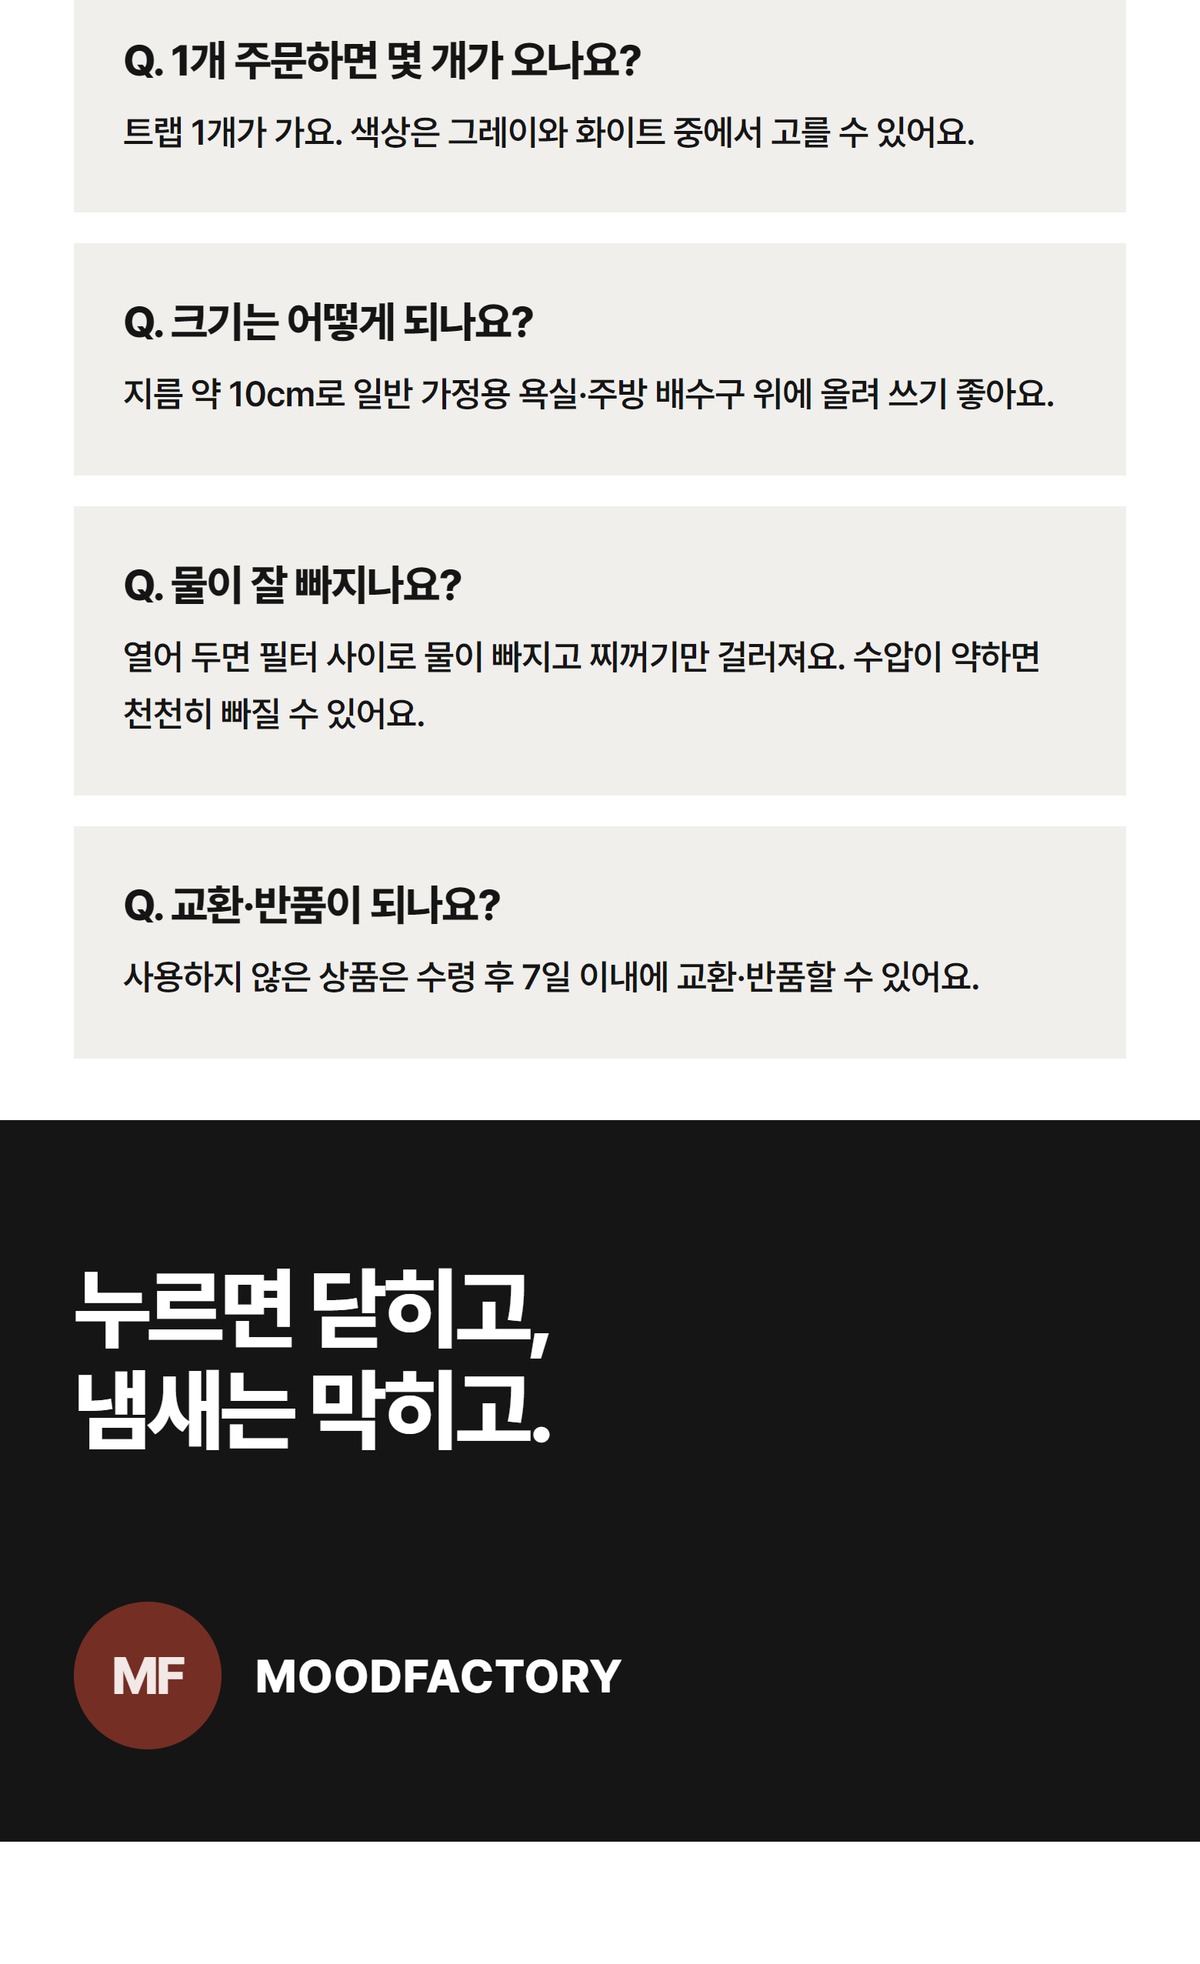 Q. 1개 주문하면 몇 개가 오나요?
트랩 1개가 가요. 색상은 그레이와 화이트 중에서 고를 수 있어요.
Q. 크기는 어떻게 되나요?
지름 약 10cm로 일반 가정용 욕실·주방 배수구 위에 올려 쓰기 좋아요.
Q. 물이 잘 빠지나요?
열어 두면 필터 사이로 물이 빠지고 찌꺼기만 걸러져요. 수압이 약하면
천천히 빠질 수 있어요.
Q. 교환·반품이 되나요?
사용하지 않은 상품은 수령 후 7일 이내에 교환·반품할 수 있어요.
누르면 닫히고,
냄새는 막히고.
MF MOODFACTORY